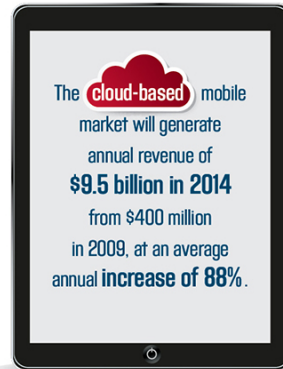 The cloud-based mobile
market will generate
annual revenue of
$9.5 billion in 2014
from $400 million
in 2009, at an average
annual increase of 88%.